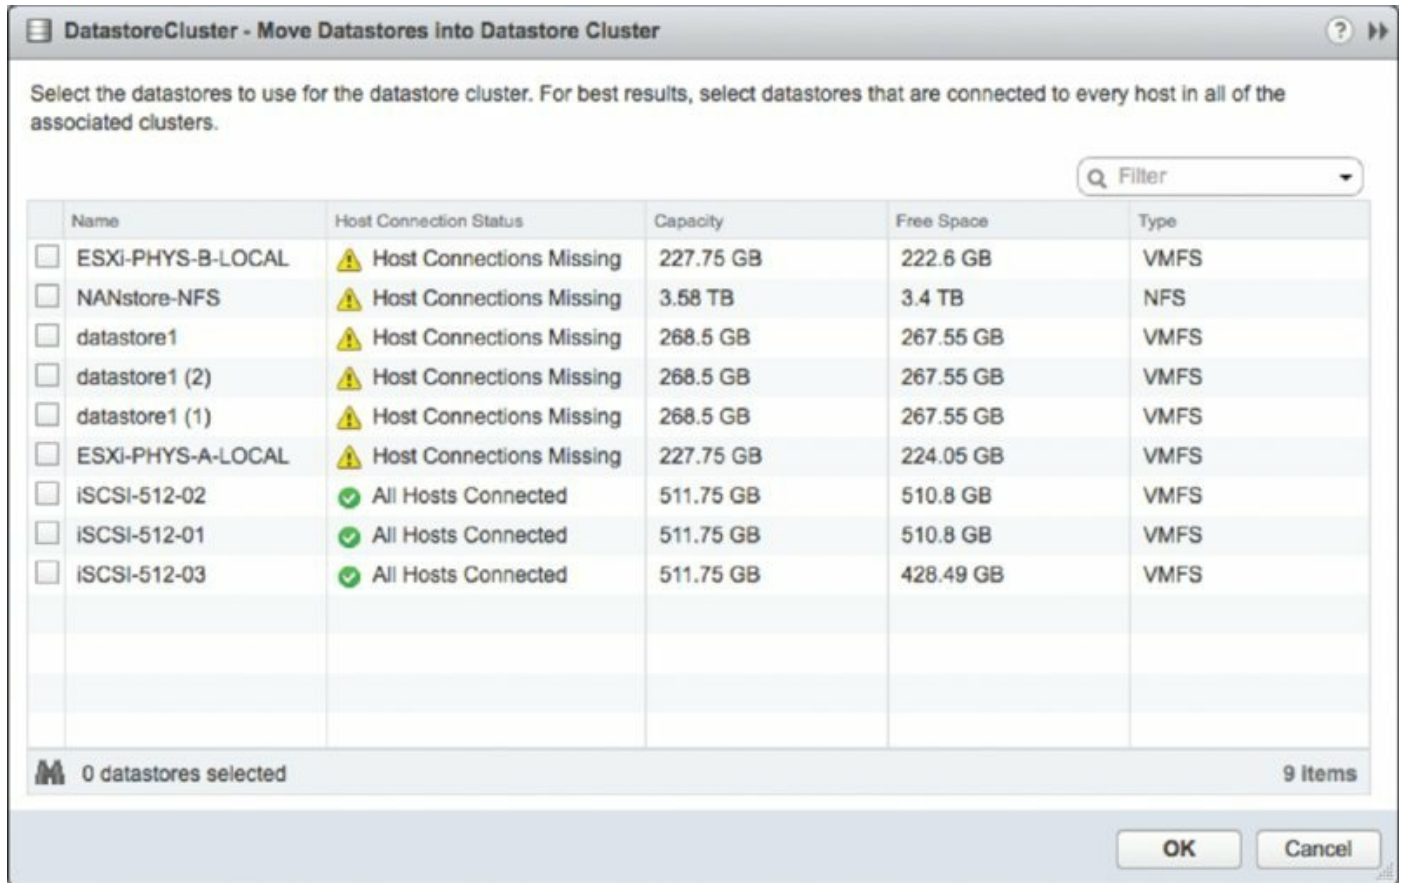 DatastoreCluster - Move Datastores into Datastore Cluster
Select the datastores to use for the datastore cluster. For best results, select datastores that are connected to every host in all of the
associated clusters.
Filter
Name Host Connection Status Capacity Free Space Type
ESXi-PHYS-B-LOCAL Host Connections Missing 227.75 GB 222.6 GB VMFS
NANstore-NFS Host Connections Missing 3.58 TB 3.4 TB NFS
datastore1 Host Connections Missing 268.5 GB 267.55 GB VMFS
datastore1 (2) Host Connections Missing 268.5 GB 267.55 GB VMFS
datastore1 (1) Host Connections Missing 268.5 GB 267.55 GB VMFS
ESXi-PHYS-A-LOCAL Host Connections Missing 227.75 GB 224.05 GB VMFS
iSCSI-512-02 All Hosts Connected 511.75 GB 510.8 GB VMFS
iSCSI-512-01 All Hosts Connected 511.75 GB 510.8 GB VMFS
iSCSI-512-03 All Hosts Connected 511.75 GB 428.49 GB VMFS
0 datastores selected 9 items
OK Cancel